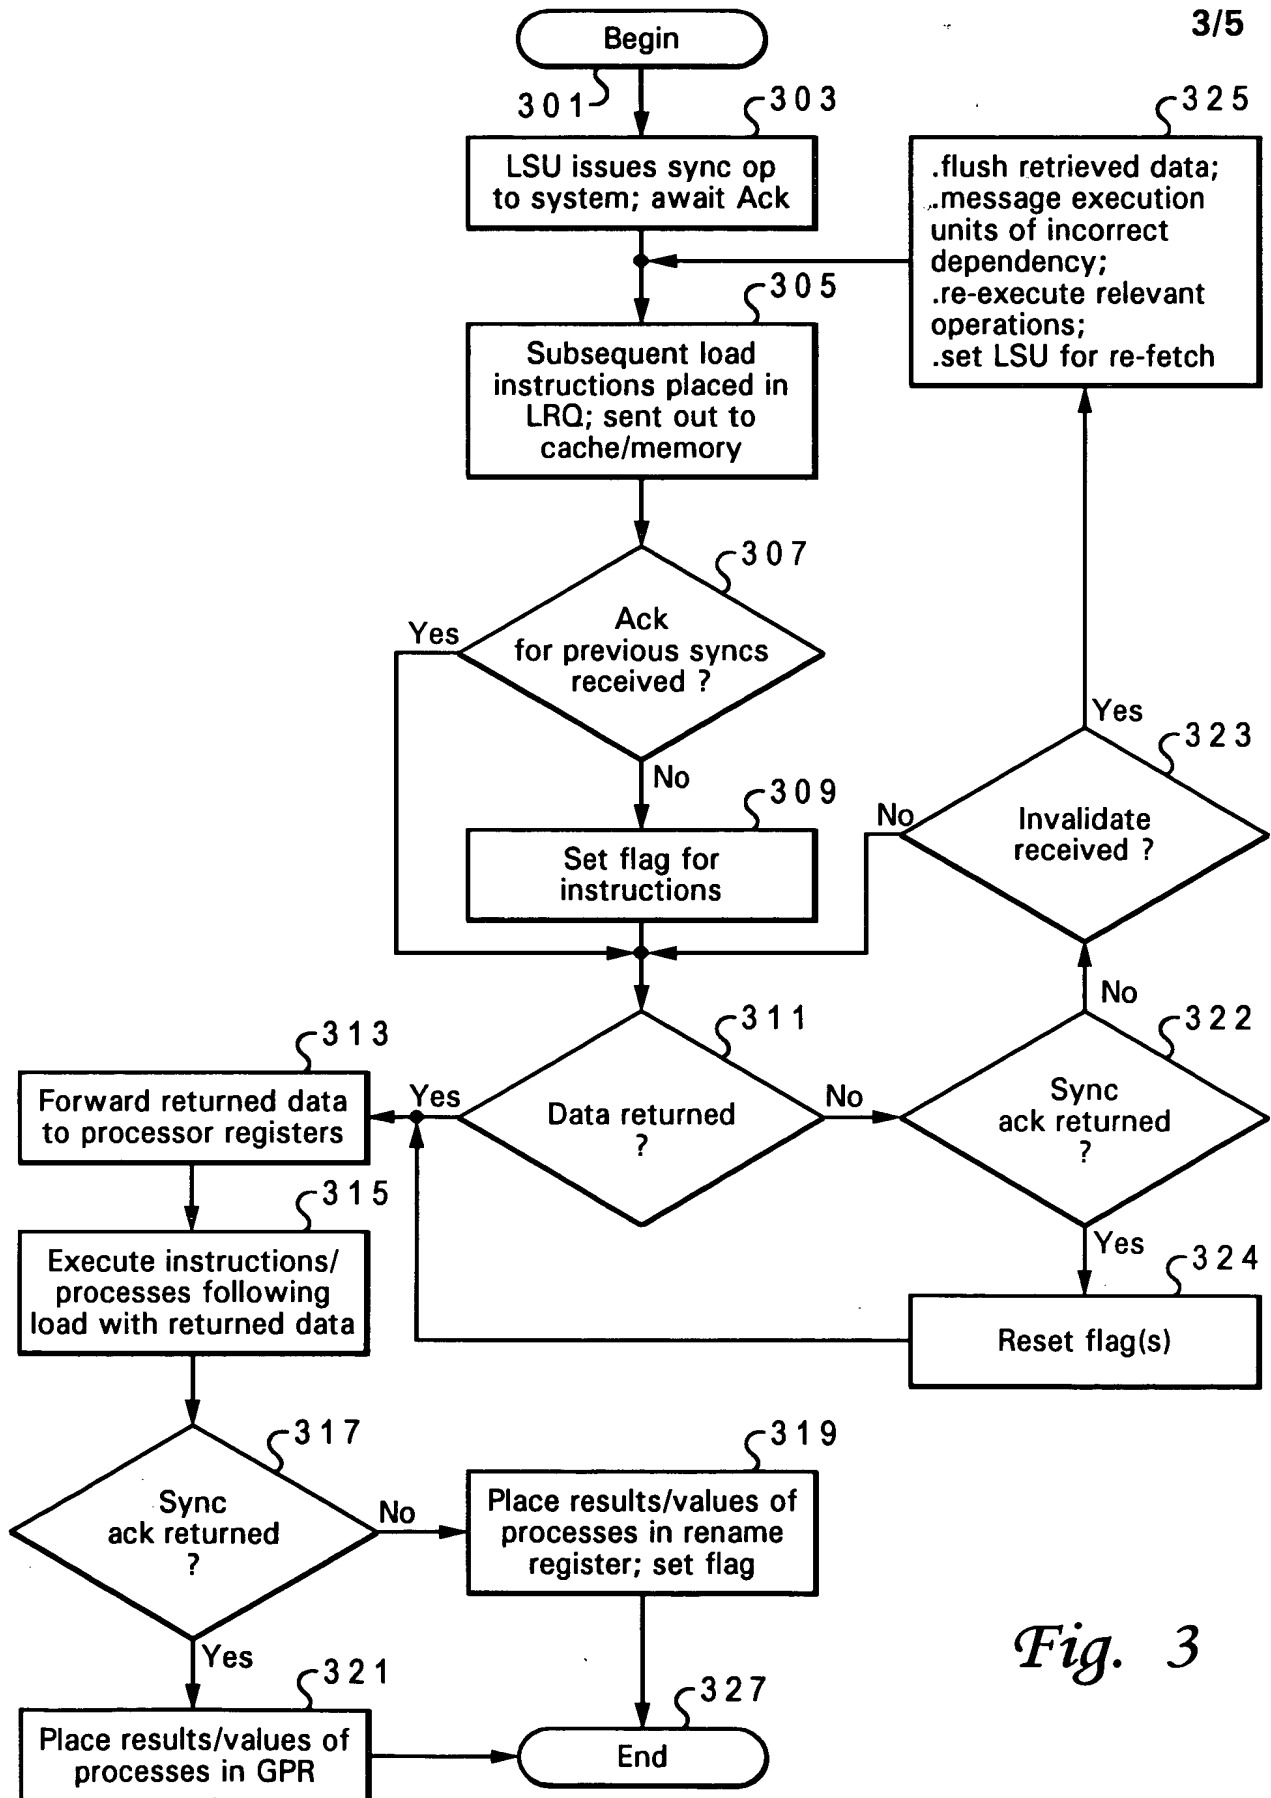 3/5
Begin
301
303
LSU issues sync op
to system; await Ack
325
.flush retrieved data;
.message execution
units of incorrect
dependency;
.re-execute relevant
operations;
.set LSU for re-fetch
305
Subsequent load
instructions placed in
LRQ; sent out to
cache/memory
307
Ack
for previous syncs
received ?
Yes
No
309
Set flag for
instructions
323
Invalidate
received ?
Yes
No
311
Data returned
?
Yes
No
322
Sync
ack returned
?
No
Yes
324
Reset flag(s)
313
Forward returned data
to processor registers
315
Execute instructions/
processes following
load with returned data
317
Sync
ack returned
?
No
Yes
319
Place results/values of
processes in rename
register; set flag
321
Place results/values of
processes in GPR
327
End
Fig. 3